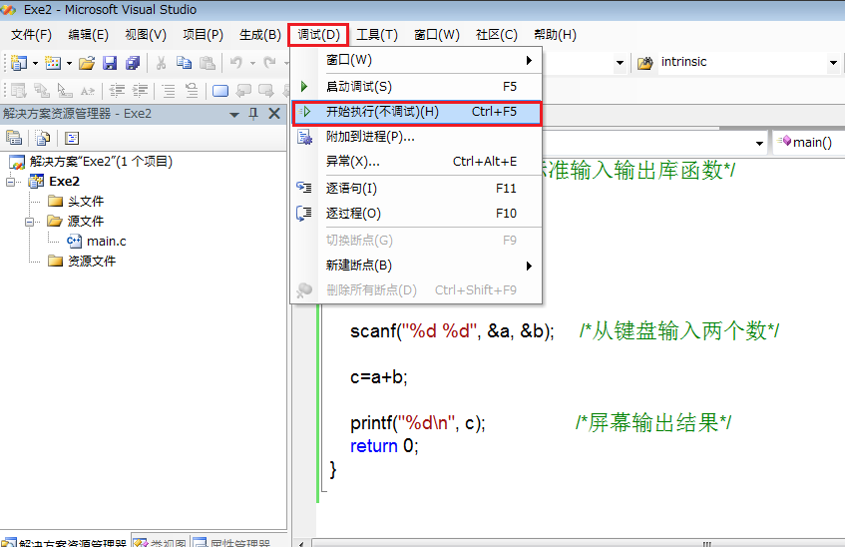 Exe2 - Microsoft Visual Studio
文件(F) 编辑(E) 视图(V) 项目(P) 生成(B) 调试(D) 工具(T) 窗口(W) 社区(C) 帮助(H)
窗口(W)
intrinsic
启动调试(S) F5
解决方案资源管理器 - Exe2
开始执行(不调试)(H) Ctrl+F5
附加到进程(P)...
main()
异常(X)... Ctrl+Alt+E
解决方案"Exe2"(1 个项目)
准输入输出库函数*/
Exe2
逐语句(I) F11
头文件
逐过程(O) F10
源文件
切换断点(G) F9
main.c
资源文件
新建断点(B)
删除所有断点(D) Ctrl+Shift+F9
scanf("%d %d", &a, &b); /*从键盘输入两个数*/
c=a+b;
printf("%d\n", c); /*屏幕输出结果*/
return 0;
}
解决方案资源管理器 类视图 属性管理器